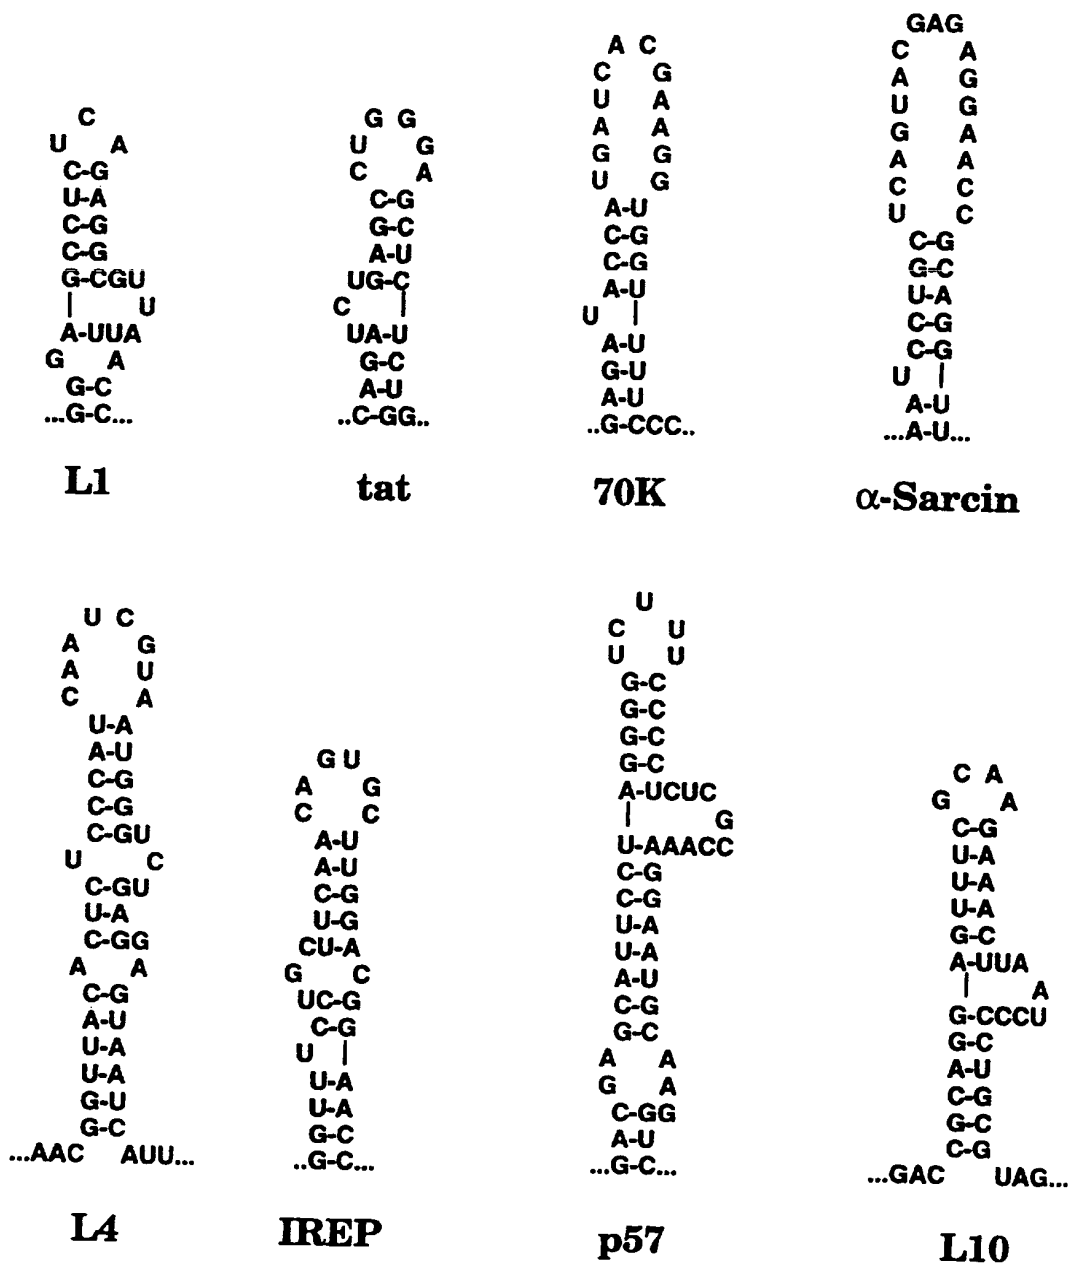 C
U A
C-G
U-A
C-G
C-G
G-CGU
| U
A-UUA
G A
G-C
...G-C...
L1
G G
U G
C A
C-G
G-C
A-U
UG-C
C |
UA-U
G-C
A-U
..C-GG..
tat
A C
C G
U A
A A
G G
U G
A-U
C-G
C-G
A-U
U |
A-U
G-U
A-U
..G-CCC..
70K
GAG
C A
A G
U G
G A
A A
C C
U C
C-G
G-C
U-A
C-G
C-G
U |
A-U
...A-U...
α-Sarcin
U C
A G
A U
C A
U-A
A-U
C-G
C-G
C-GU
U C
C-GU
U-A
C-GG
A A
C-G
A-U
U-A
U-A
G-U
G-C
...AAC AUU...
L4
G U
A G
C C
A-U
A-U
C-G
U-G
CU-A
G C
UC-G
C-G
U |
U-A
U-A
G-C
..G-C...
IREP
U
C U
U U
G-C
G-C
G-C
G-C
A-UCUC
| G
U-AAACC
C-G
C-G
U-A
U-A
A-U
C-G
G-C
A A
G A
C-GG
A-U
...G-C...
p57
C A
G A
C-G
U-A
U-A
U-A
G-C
A-UUA
| A
G-CCCU
G-C
A-U
C-G
G-C
C-G
...GAC UAG...
L10